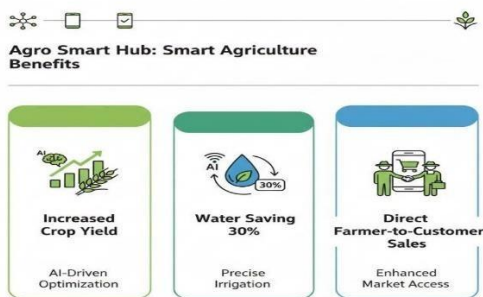 Agro Smart Hub: Smart Agriculture
Benefits
AI
Increased
Crop Yield
AI-Driven
Optimization
AI
30%
Water Saving
30%
Precise
Irrigation
Direct
Farmer-to-Customer
Sales
Enhanced
Market Access